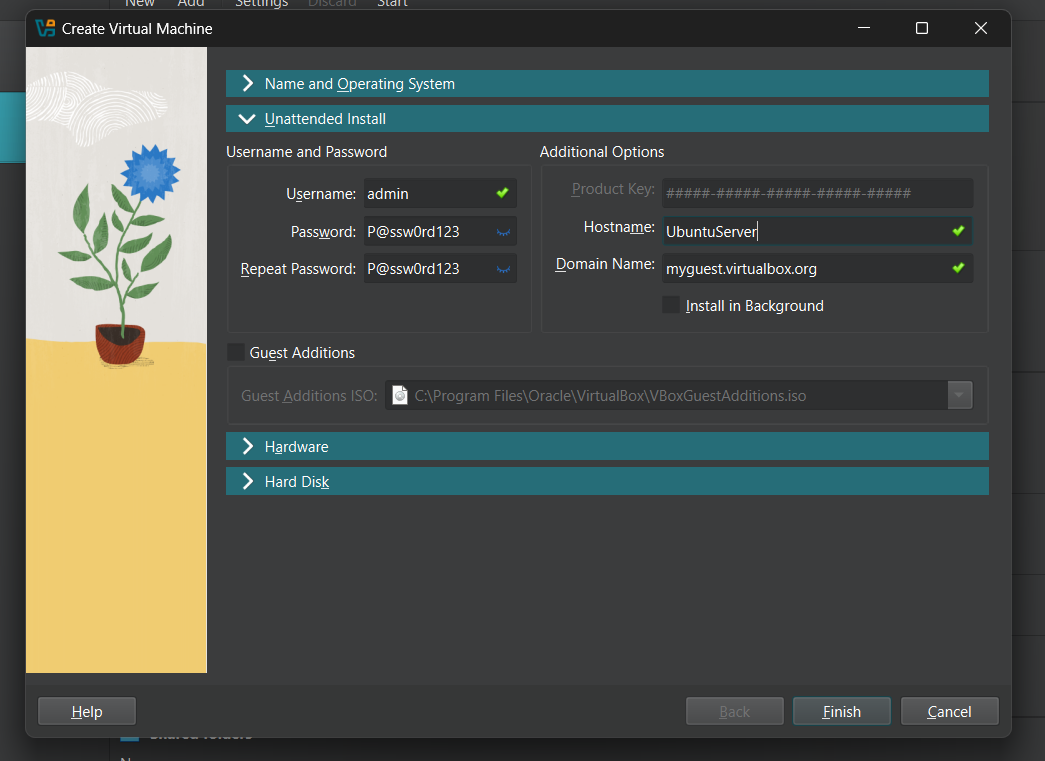 New Add Settings Discard Start
Create Virtual Machine
Name and Operating System
Unattended Install
Username and Password
Additional Options
Username: admin
Product Key: #####-#####-#####-#####-#####
Password: P@ssw0rd123
Hostname: UbuntuServer
Repeat Password: P@ssw0rd123
Domain Name: myguest.virtualbox.org
Install in Background
Guest Additions
Guest Additions ISO: C:\Program Files\Oracle\VirtualBox\VBoxGuestAdditions.iso
Hardware
Hard Disk
Help
Back
Finish
Cancel